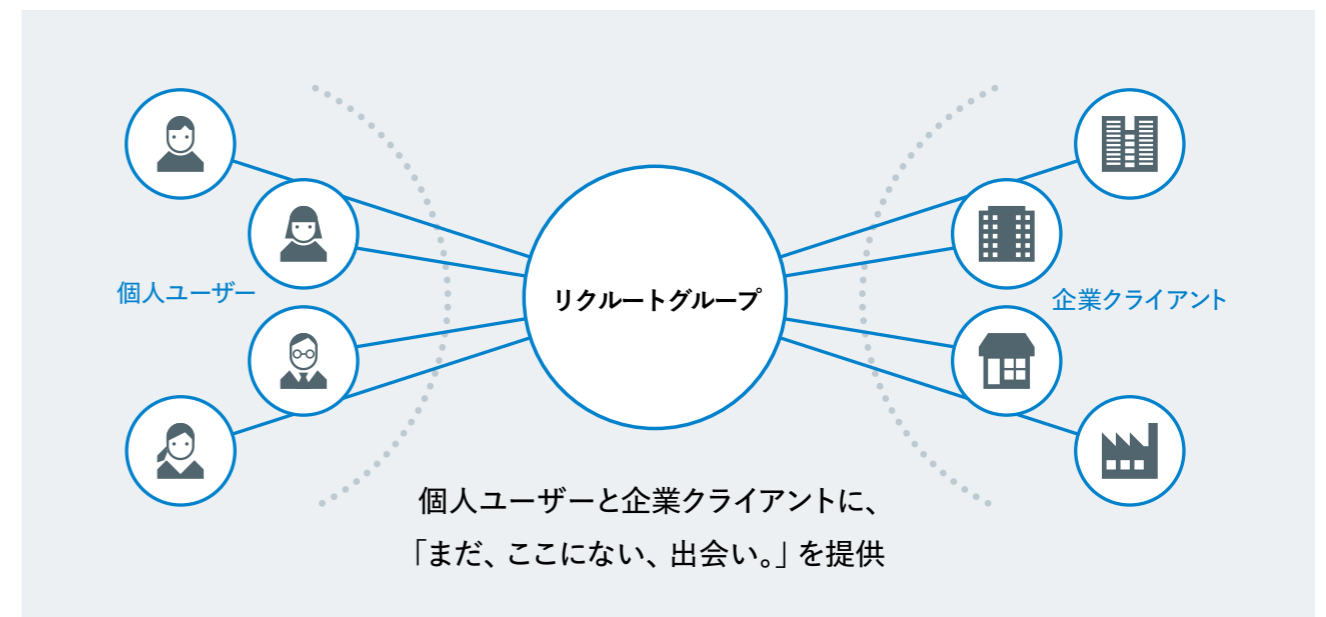 個人ユーザー
リクルートグループ
企業クライアント
個人ユーザーと企業クライアントに、
「まだ、ここにない、出会い。」を提供